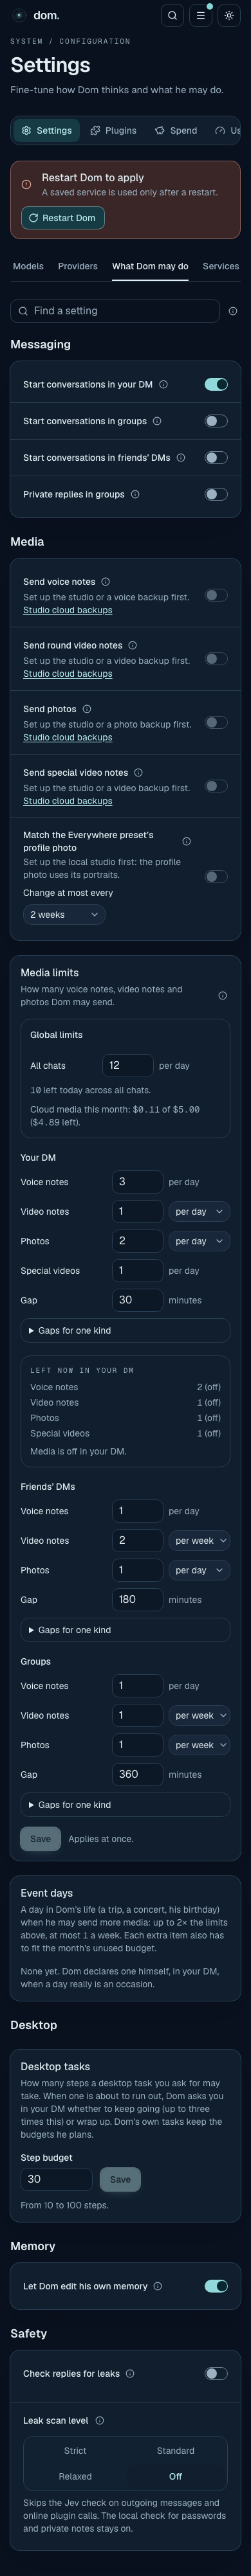 dom.
SYSTEM / CONFIGURATION
Settings
Fine-tune how Dom thinks and what he may do.
Settings Plugins Spend Us
Restart Dom to apply
A saved service is used only after a restart.
Restart Dom
Models Providers What Dom may do Services
Find a setting
Messaging
Start conversations in your DM
Start conversations in groups
Start conversations in friends' DMs
Private replies in groups
Media
Send voice notes
Set up the studio or a voice backup first.
Studio cloud backups
Send round video notes
Set up the studio or a video backup first.
Studio cloud backups
Send photos
Set up the studio or a photo backup first.
Studio cloud backups
Send special video notes
Set up the studio or a video backup first.
Studio cloud backups
Match the Everywhere preset's
profile photo
Set up the local studio first: the profile
photo uses its portraits.
Change at most every
2 weeks
Media limits
How many voice notes, video notes and
photos Dom may send.
Global limits
All chats 12 per day
10 left today across all chats.
Cloud media this month: $0.11 of $5.00
($4.89 left).
Your DM
Voice notes 3 per day
Video notes 1 per day
Photos 2 per day
Special videos 1 per day
Gap 30 minutes
Gaps for one kind
LEFT NOW IN YOUR DM
Voice notes 2 (off)
Video notes 1 (off)
Photos 1 (off)
Special videos 1 (off)
Media is off in your DM.
Friends' DMs
Voice notes 1 per day
Video notes 2 per week
Photos 1 per day
Gap 180 minutes
Gaps for one kind
Groups
Voice notes 1 per day
Video notes 1 per week
Photos 1 per week
Gap 360 minutes
Gaps for one kind
Save Applies at once.
Event days
A day in Dom's life (a trip, a concert, his birthday)
when he may send more media: up to 2× the limits
above, at most 1 a week. Each extra item also has
to fit the month's unused budget.
None yet. Dom declares one himself, in your DM,
when a day really is an occasion.
Desktop
Desktop tasks
How many steps a desktop task you ask for may
take. When one is about to run out, Dom asks you
in your DM whether to keep going (up to three
times this) or wrap up. Dom's own tasks keep the
budgets he plans.
Step budget
30 Save
From 10 to 100 steps.
Memory
Let Dom edit his own memory
Safety
Check replies for leaks
Leak scan level
Strict Standard
Relaxed Off
Skips the Jev check on outgoing messages and
online plugin calls. The local check for passwords
and private notes stays on.